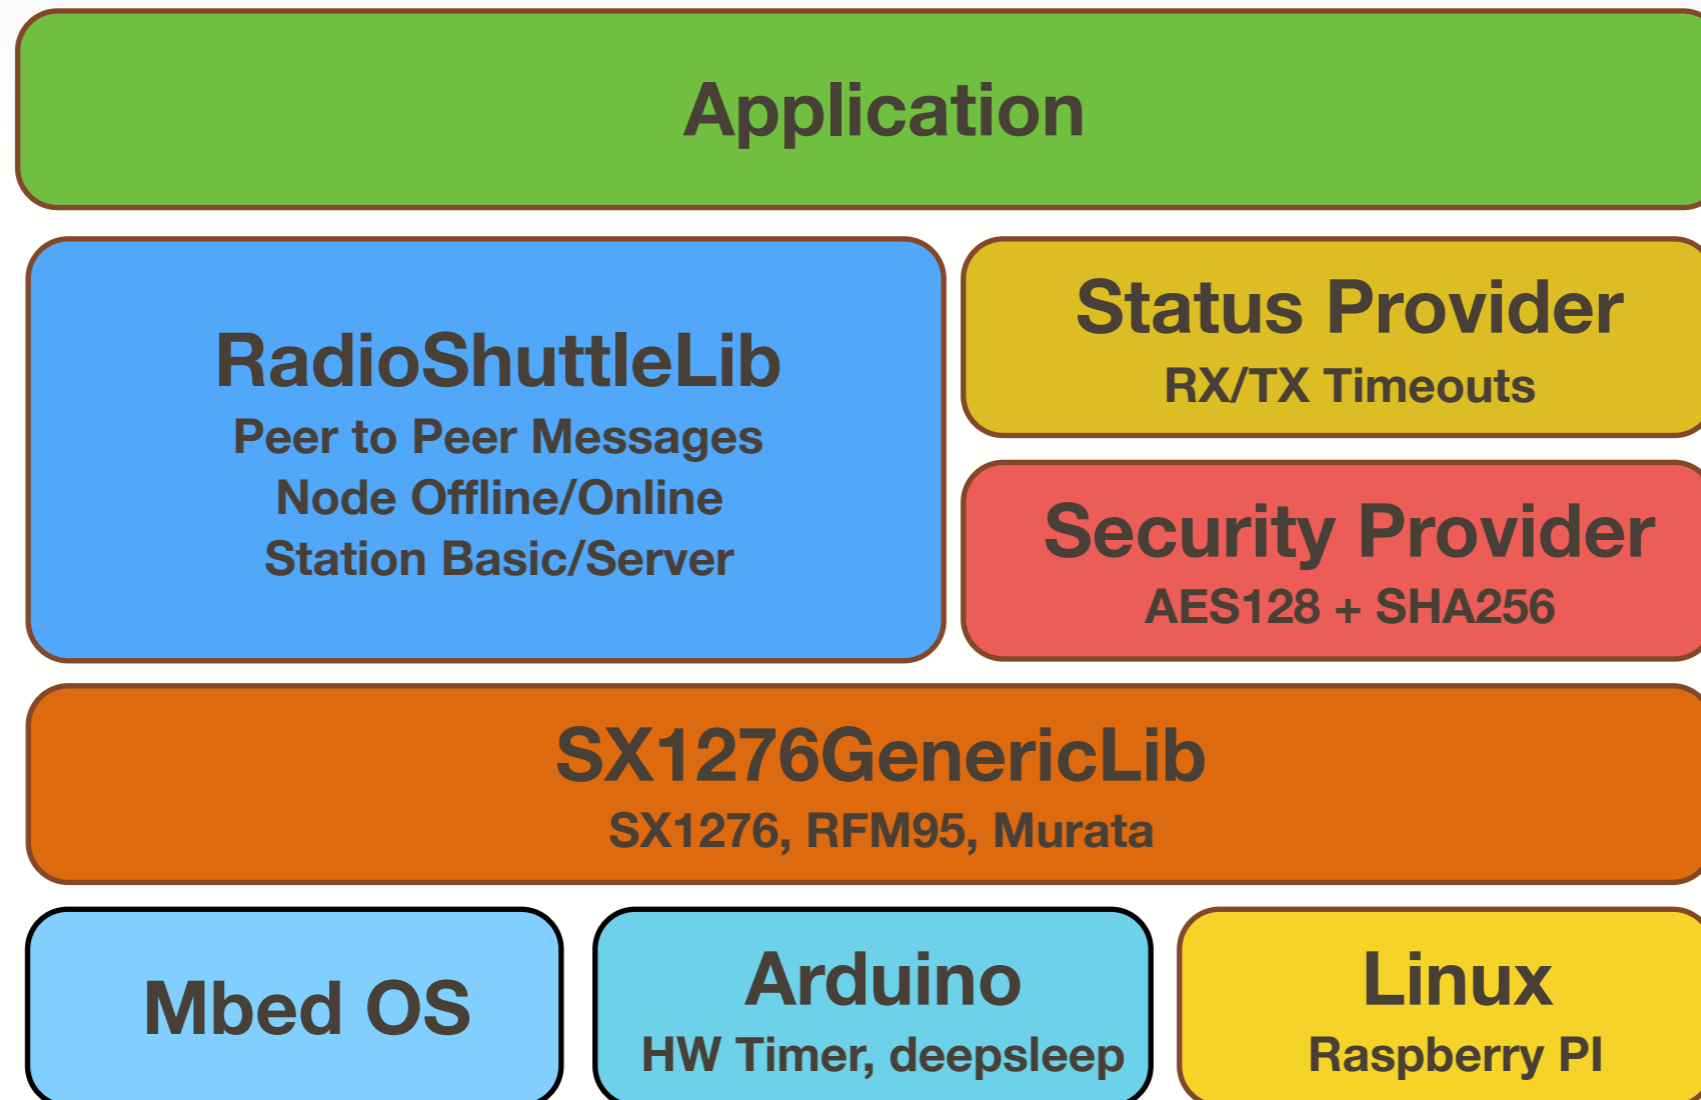 Application
RadioShuttleLib
Peer to Peer Messages
Node Offline/Online
Station Basic/Server
Status Provider
RX/TX Timeouts
Security Provider
AES128 + SHA256
SX1276GenericLib
SX1276, RFM95, Murata
Mbed OS
Arduino
HW Timer, deepsleep
Linux
Raspberry PI